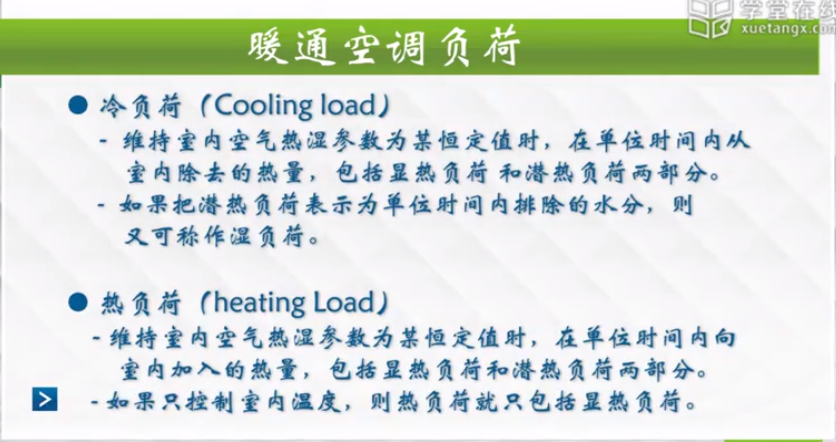 学堂在线
xuetangx.com
暖通空调负荷
冷负荷（Cooling load）
- 维持室内空气热湿参数为某恒定值时，在单位时间内从
室内除去的热量，包括显热负荷和潜热负荷两部分。
- 如果把潜热负荷表示为单位时间内排除的水分，则
又可称作湿负荷。
热负荷（heating Load）
- 维持室内空气热湿参数为某恒定值时，在单位时间内向
室内加入的热量，包括显热负荷和潜热负荷两部分。
- 如果只控制室内温度，则热负荷就只包括显热负荷。